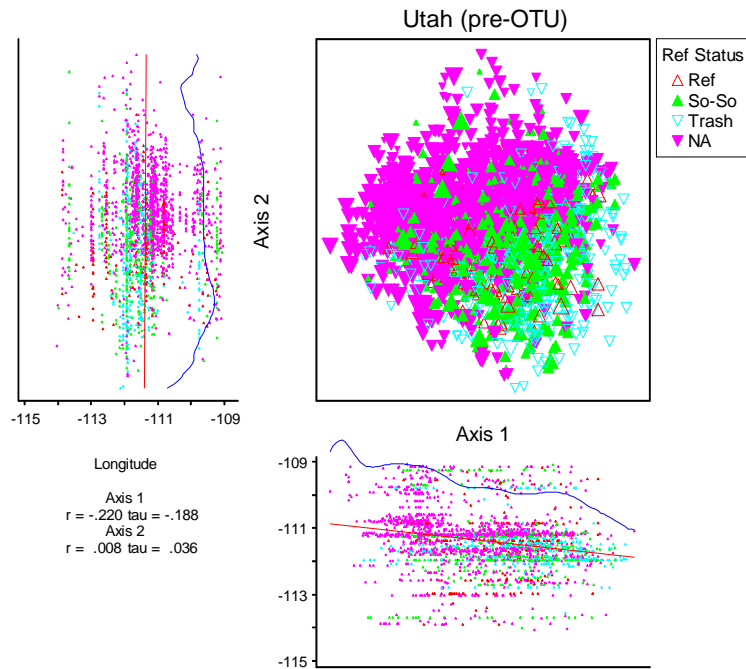 Utah (pre-OTU)
Ref Status
Ref
So-So
Trash
NA
Axis 2
-115 -113 -111 -109
Axis 1
Longitude
Axis 1
r = -.220 tau = -.188
Axis 2
r = .008 tau = .036
-109
-111
-113
-115